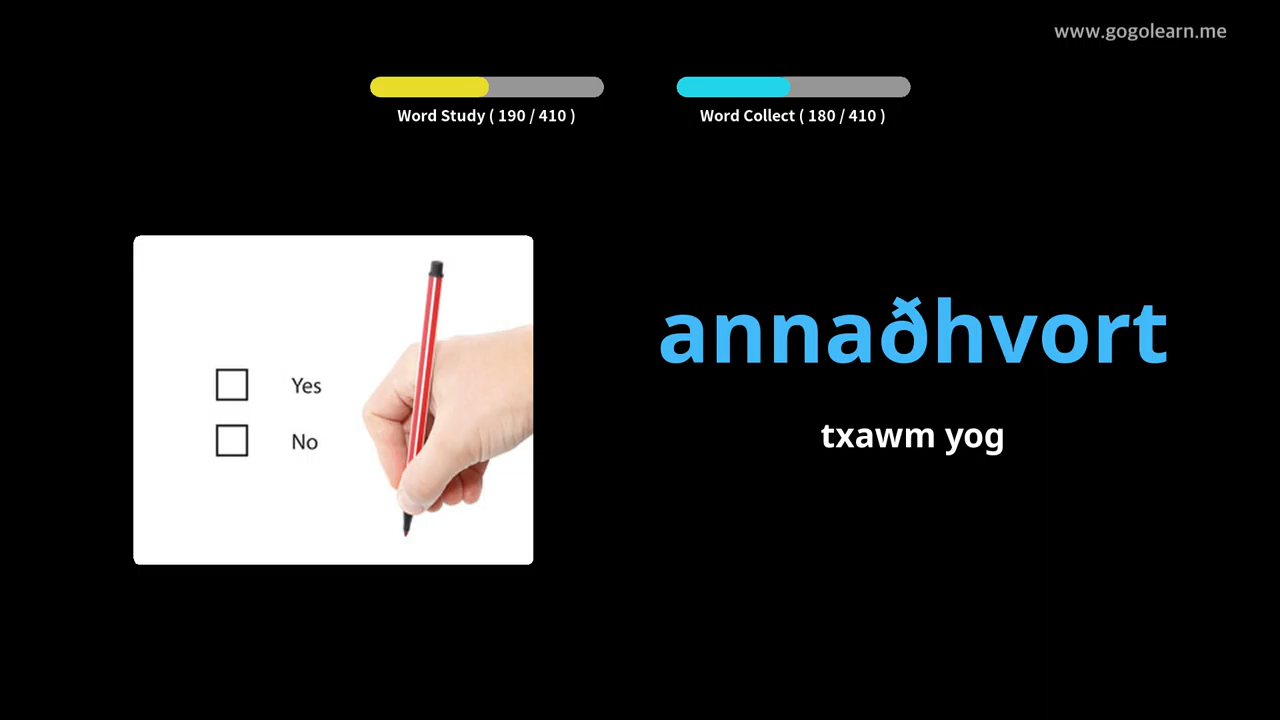 www.gogolearn.me
Word Study ( 190 / 410 )
Word Collect ( 180 / 410 )
Yes
No
annaðhvort
txawm yog